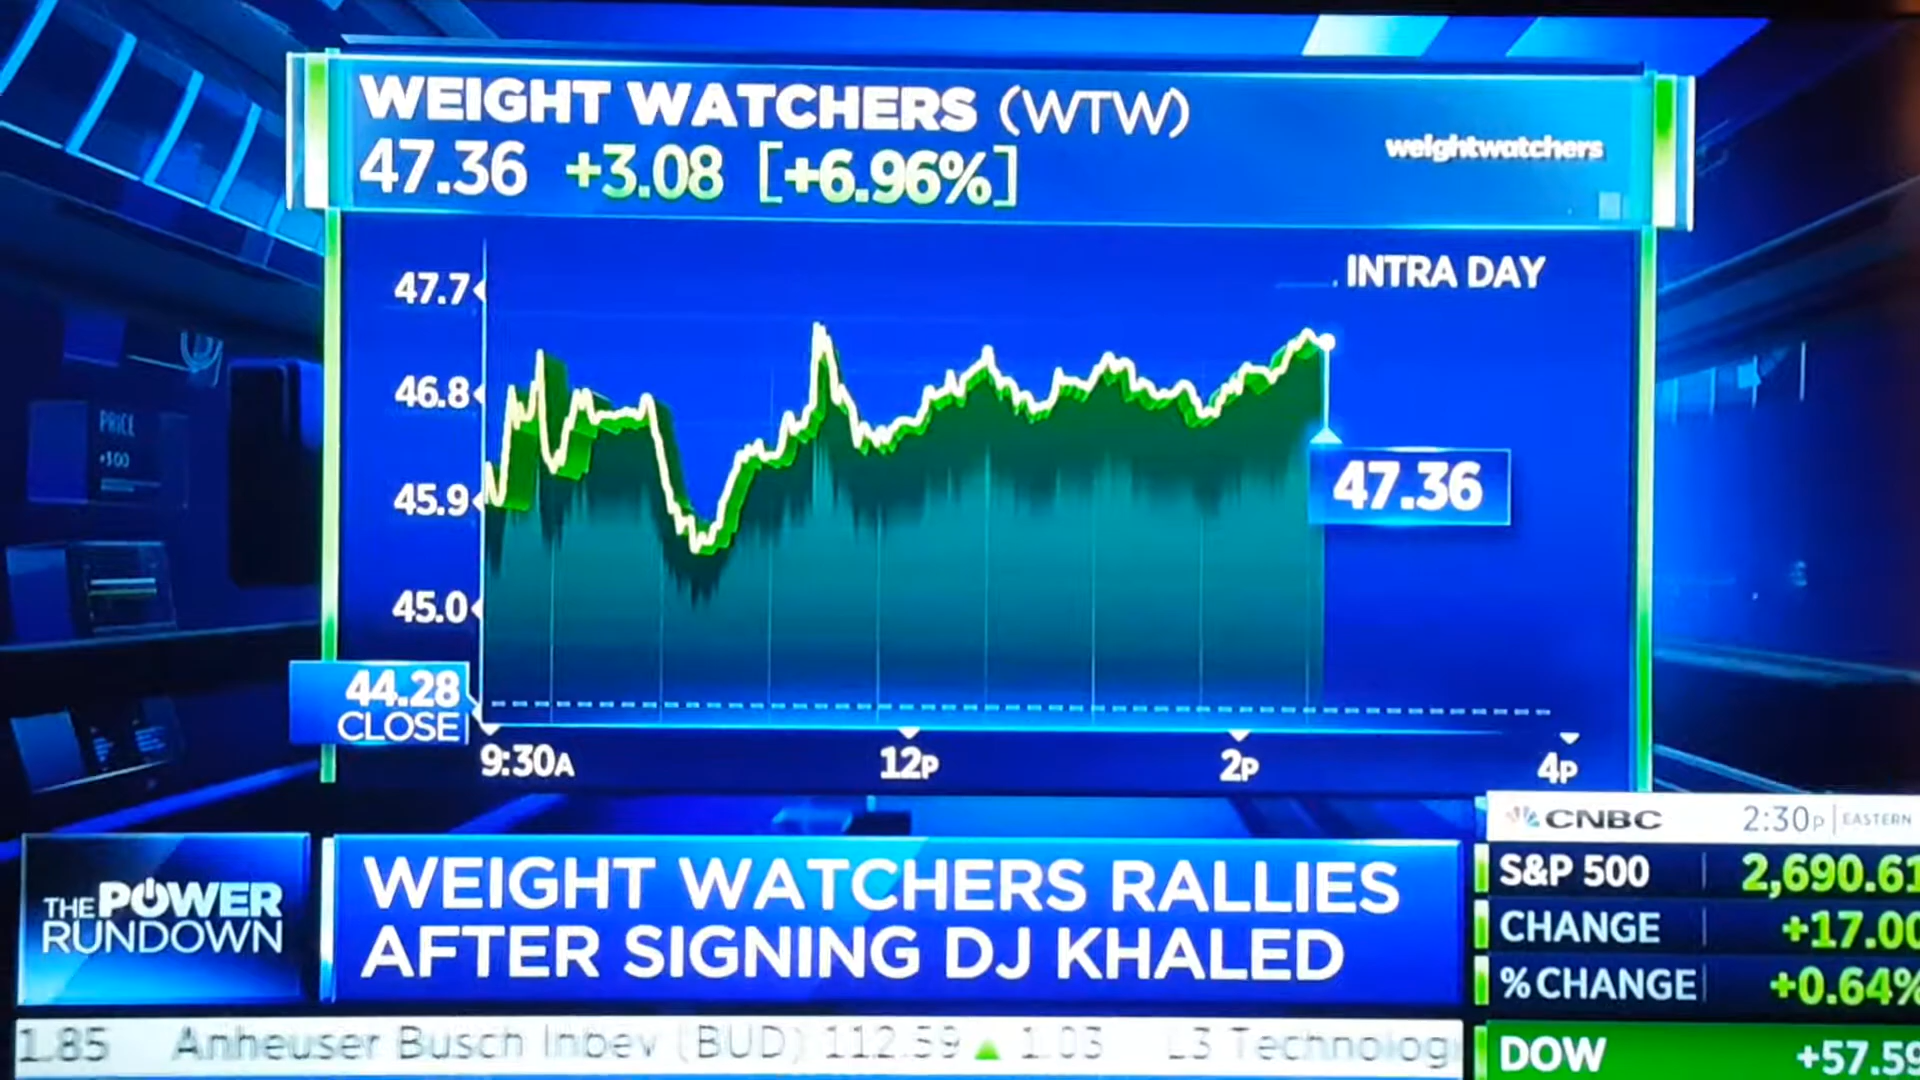 WEIGHT WATCHERS (WTW)
47.36 +3.08 [+6.96%]
weightwatchers
INTRA DAY
47.7
46.8
45.9
45.0
47.36
44.28
CLOSE
9:30A 12P 2P 4P
PRICE
+3.00
CNBC 2:30P EASTERN
THE POWER
RUNDOWN
WEIGHT WATCHERS RALLIES
AFTER SIGNING DJ KHALED
S&P 500 2,690.61
CHANGE +17.00
% CHANGE +0.64%
DOW +57.59
1.85 Anheuser Busch Inbev (BUD) 112.59 ▲ 1.03 L3 Technolog